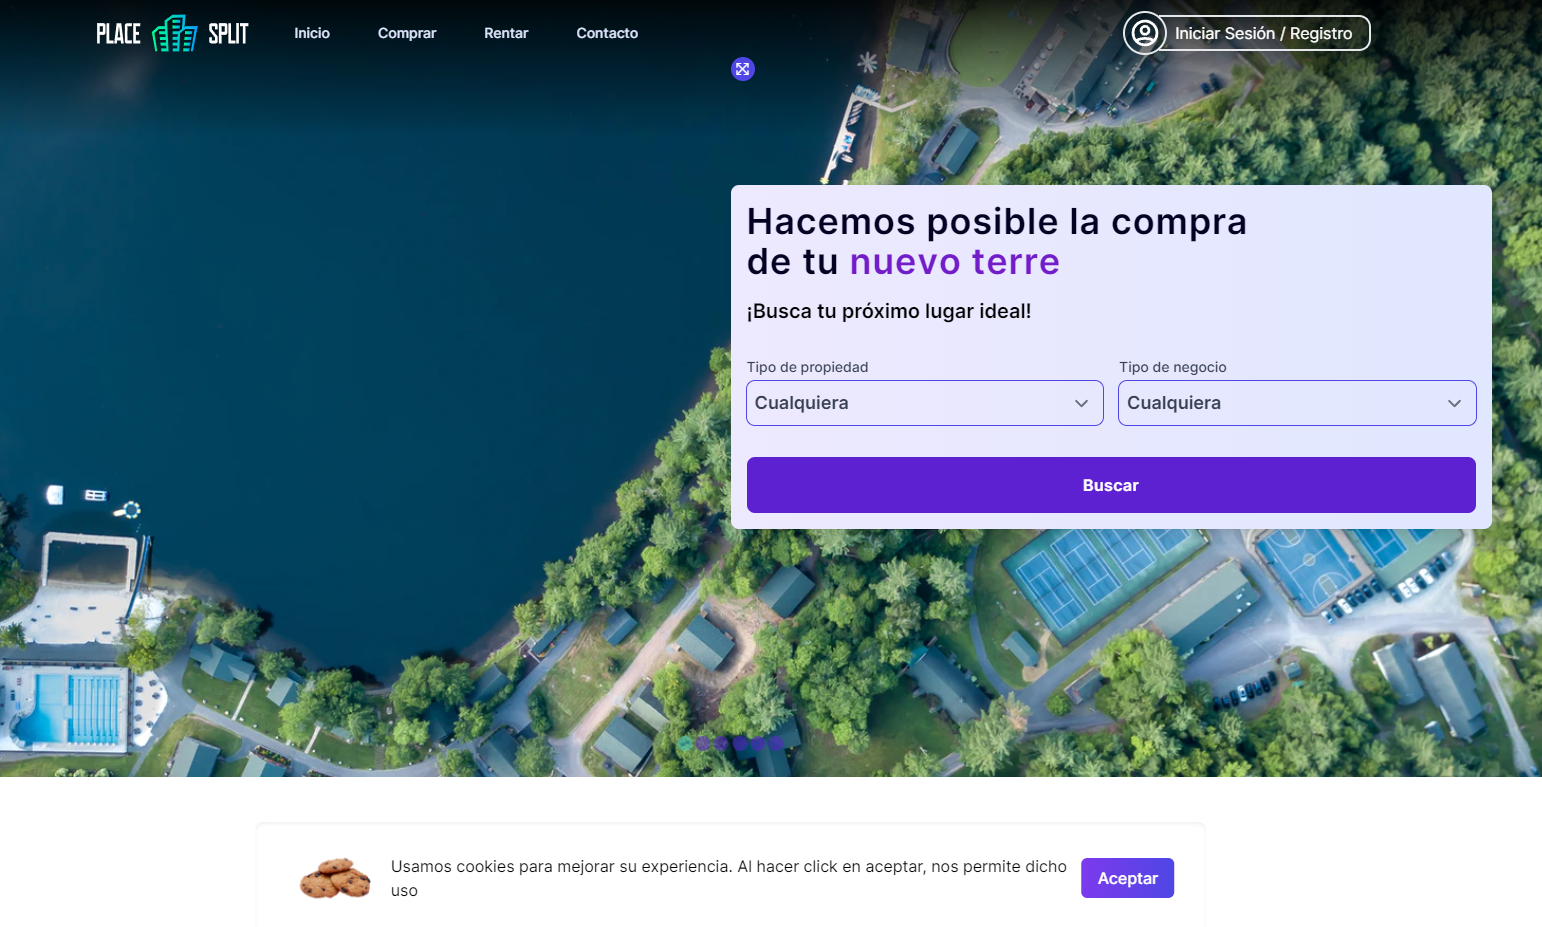 PLACE SPLIT
Inicio
Comprar
Rentar
Contacto
Iniciar Sesión / Registro
Hacemos posible la compra
de tu nuevo terre
¡Busca tu próximo lugar ideal!
Tipo de propiedad
Tipo de negocio
Cualquiera
Cualquiera
Buscar
Usamos cookies para mejorar su experiencia. Al hacer click en aceptar, nos permite dicho
uso
Aceptar